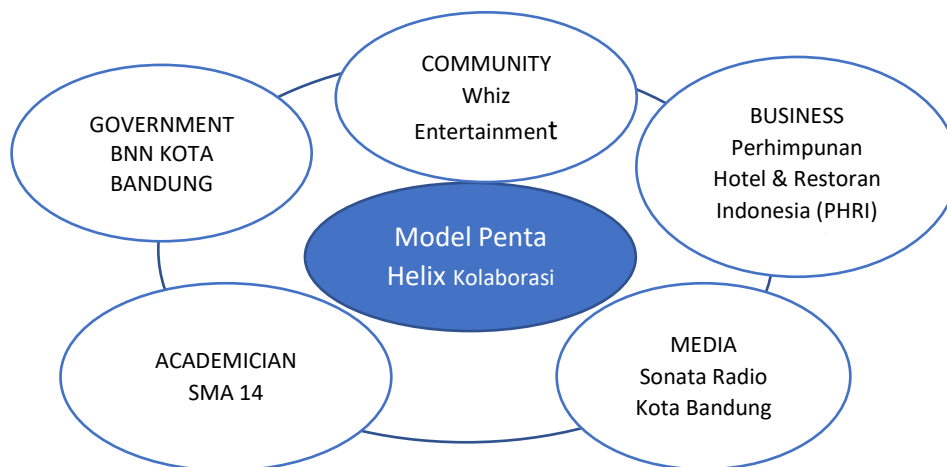 COMMUNITY
Whiz
Entertainment
GOVERNMENT
BNN KOTA
BANDUNG
BUSINESS
Perhimpunan
Hotel & Restoran
Indonesia (PHRI)
Model Penta
Helix Kolaborasi
ACADEMICIAN
SMA 14
MEDIA
Sonata Radio
Kota Bandung